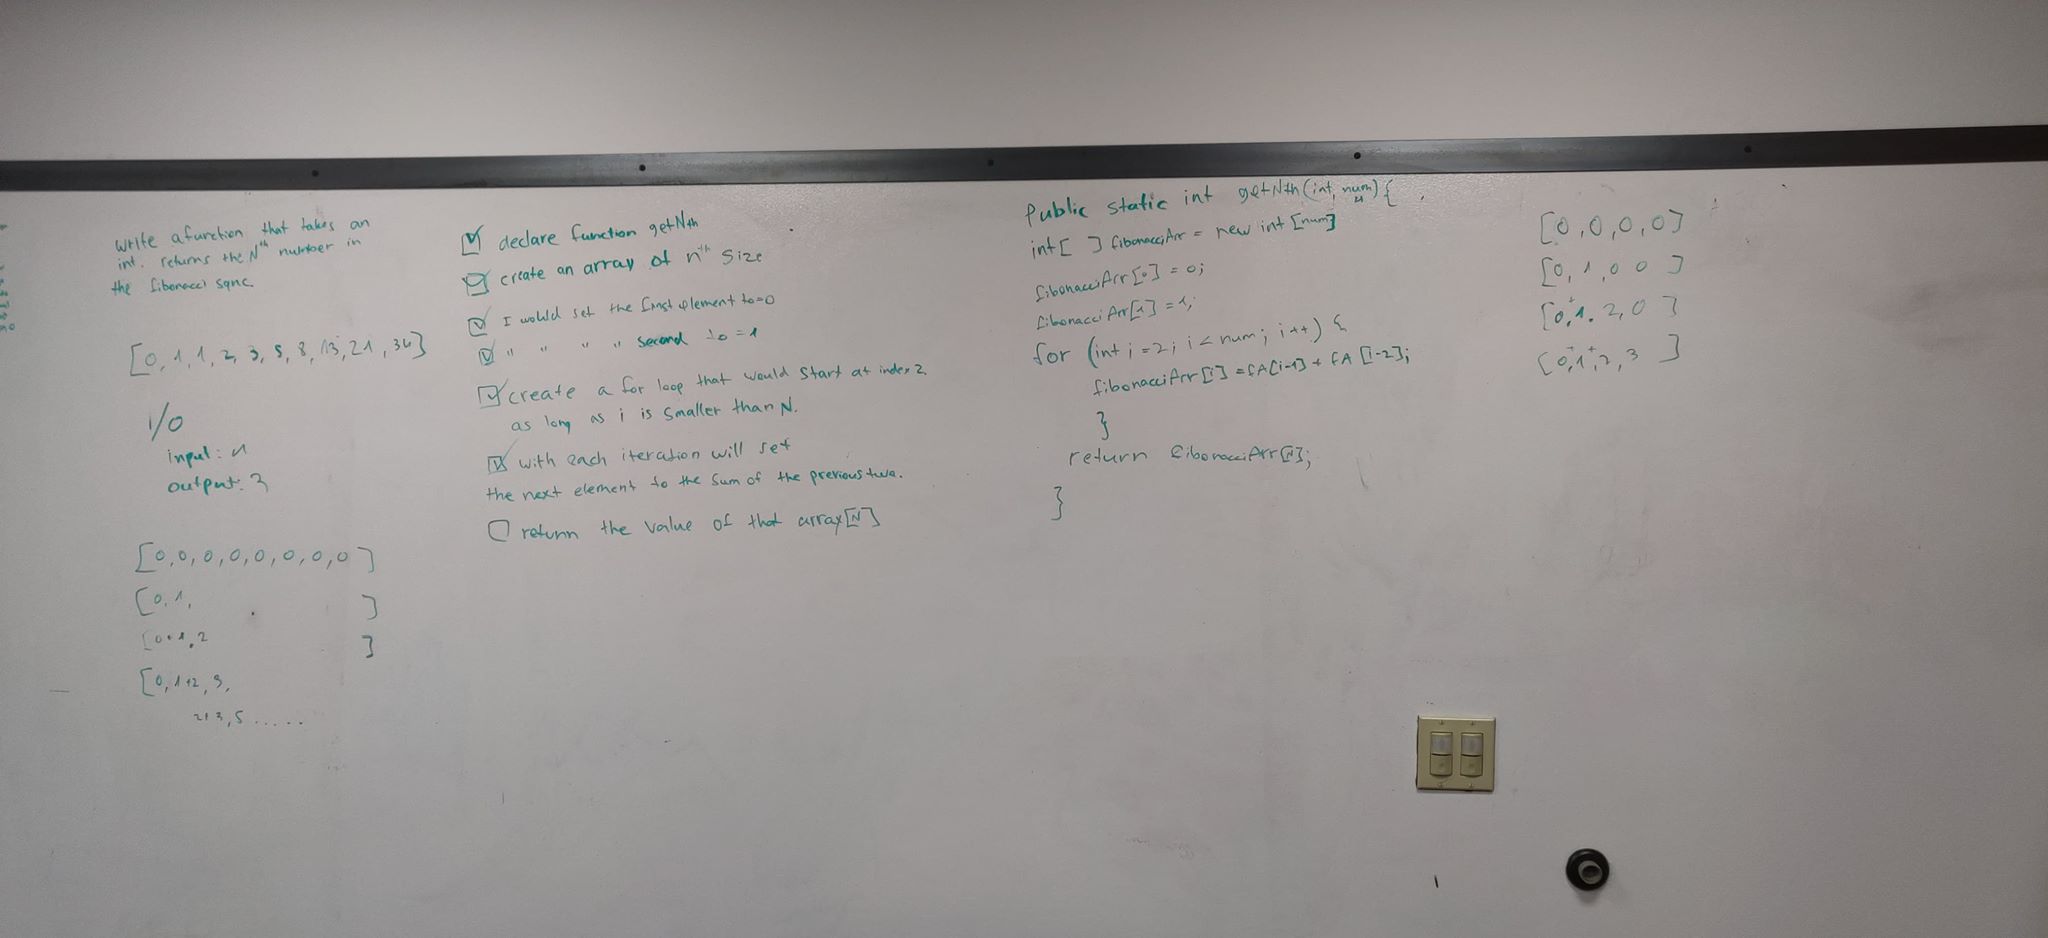 write a function that takes an
int. returns the Nth number in
the fibonacci sqnc.
[0, 1, 1, 2, 3, 5, 8, 13, 21, 34]
I/O
input: 4
output: 3
[0,0,0,0,0,0,0,0]
[0,1, ]
[0+1,2 ]
[0,1+2,3,
2+3,5.....
declare function getNth
create an array of nth size
I would set the first element to=0
" " " " second to =1
create a for loop that would start at index 2.
as long as i is smaller than N.
with each iteration will set
the next element to the sum of the previous two.
return the value of that array[N]
Public static int getNth(int, num) {
4
int[ ] fibonacciArr = new int [num]
fibonacciArr[0] = 0;
fibonacciArr[1] = 1;
for (int i=2; i < num; i++) {
fibonacciArr[i] = fA[i-1] + fA [i-2];
}
return fibonacciArr[N];
}
[0,0,0,0]
[0,1,0 0 ]
[0+1.2,0 ]
[0,1+,2,3 ]